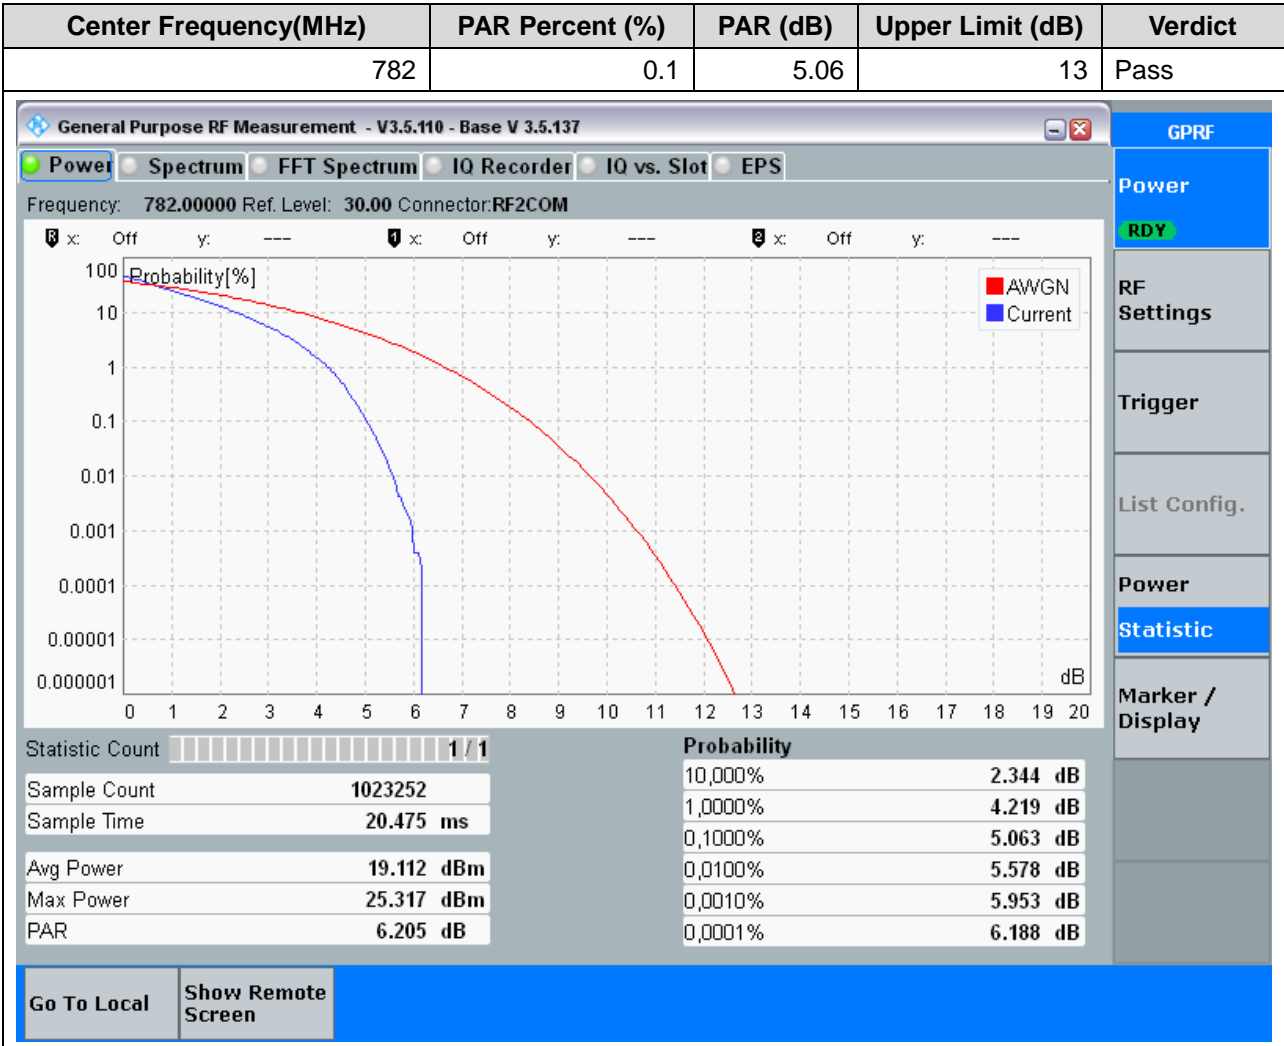 Center Frequency(MHz) PAR Percent (%) PAR (dB) Upper Limit (dB) Verdict
782 0.1 5.06 13 Pass
General Purpose RF Measurement - V3.5.110 - Base V 3.5.137
GPRF
Power Spectrum FFT Spectrum IQ Recorder IQ vs. Slot EPS
Power
RDY
Frequency: 782.00000 Ref. Level: 30.00 Connector:RF2COM
R x: Off y: --- 1 x: Off y: --- 2 x: Off y: ---
RF
Settings
Trigger
List Config.
Power
Statistic
Marker /
Display
Probability[%]
AWGN
Current
100
10
1
0.1
0.01
0.001
0.0001
0.00001
0.000001
dB
0 1 2 3 4 5 6 7 8 9 10 11 12 13 14 15 16 17 18 19 20
Statistic Count 1 / 1
Sample Count 1023252
Sample Time 20.475 ms
Avg Power 19.112 dBm
Max Power 25.317 dBm
PAR 6.205 dB
Probability
10,000% 2.344 dB
1,0000% 4.219 dB
0,1000% 5.063 dB
0,0100% 5.578 dB
0,0010% 5.953 dB
0,0001% 6.188 dB
Go To Local
Show Remote
Screen